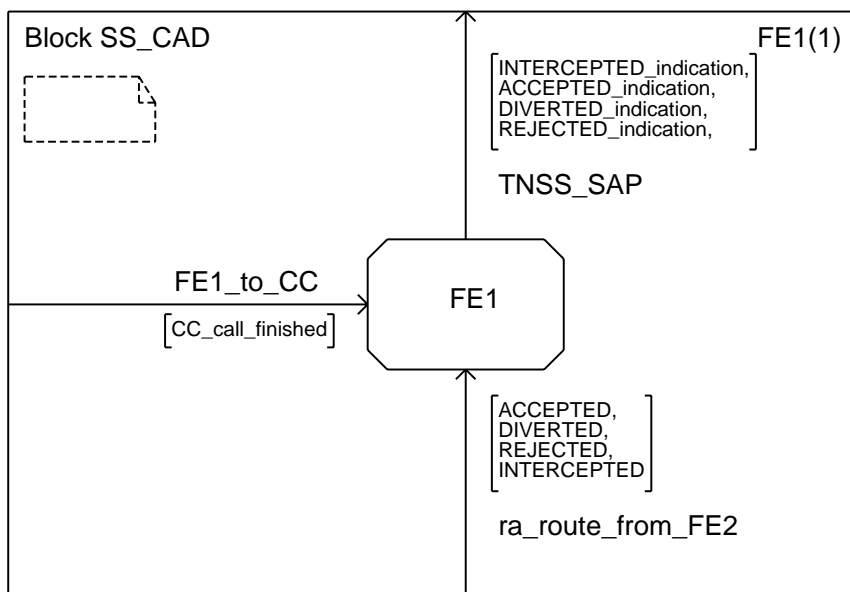 Block SS_CAD
FE1(1)
INTERCEPTED_indication,
ACCEPTED_indication,
DIVERTED_indication,
REJECTED_indication,
TNSS_SAP
FE1_to_CC
FE1
CC_call_finished
ACCEPTED,
DIVERTED,
REJECTED,
INTERCEPTED
ra_route_from_FE2